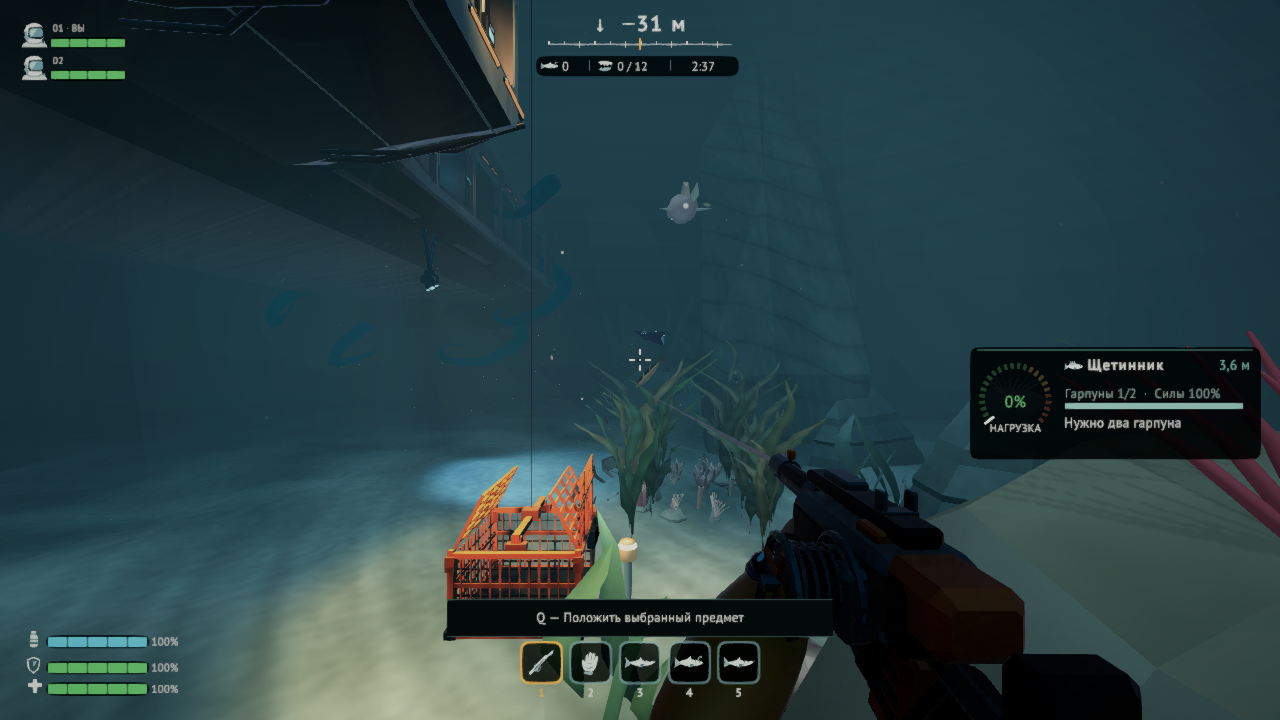 01 · ВЫ
02
−31 м
0
0/12
2:37
Щетинник
3,6 м
0%
НАГРУЗКА
Гарпуны 1/2 · Силы 100%
Нужно два гарпуна
Q — Положить выбранный предмет
100%
100%
100%
1
2
3
4
5